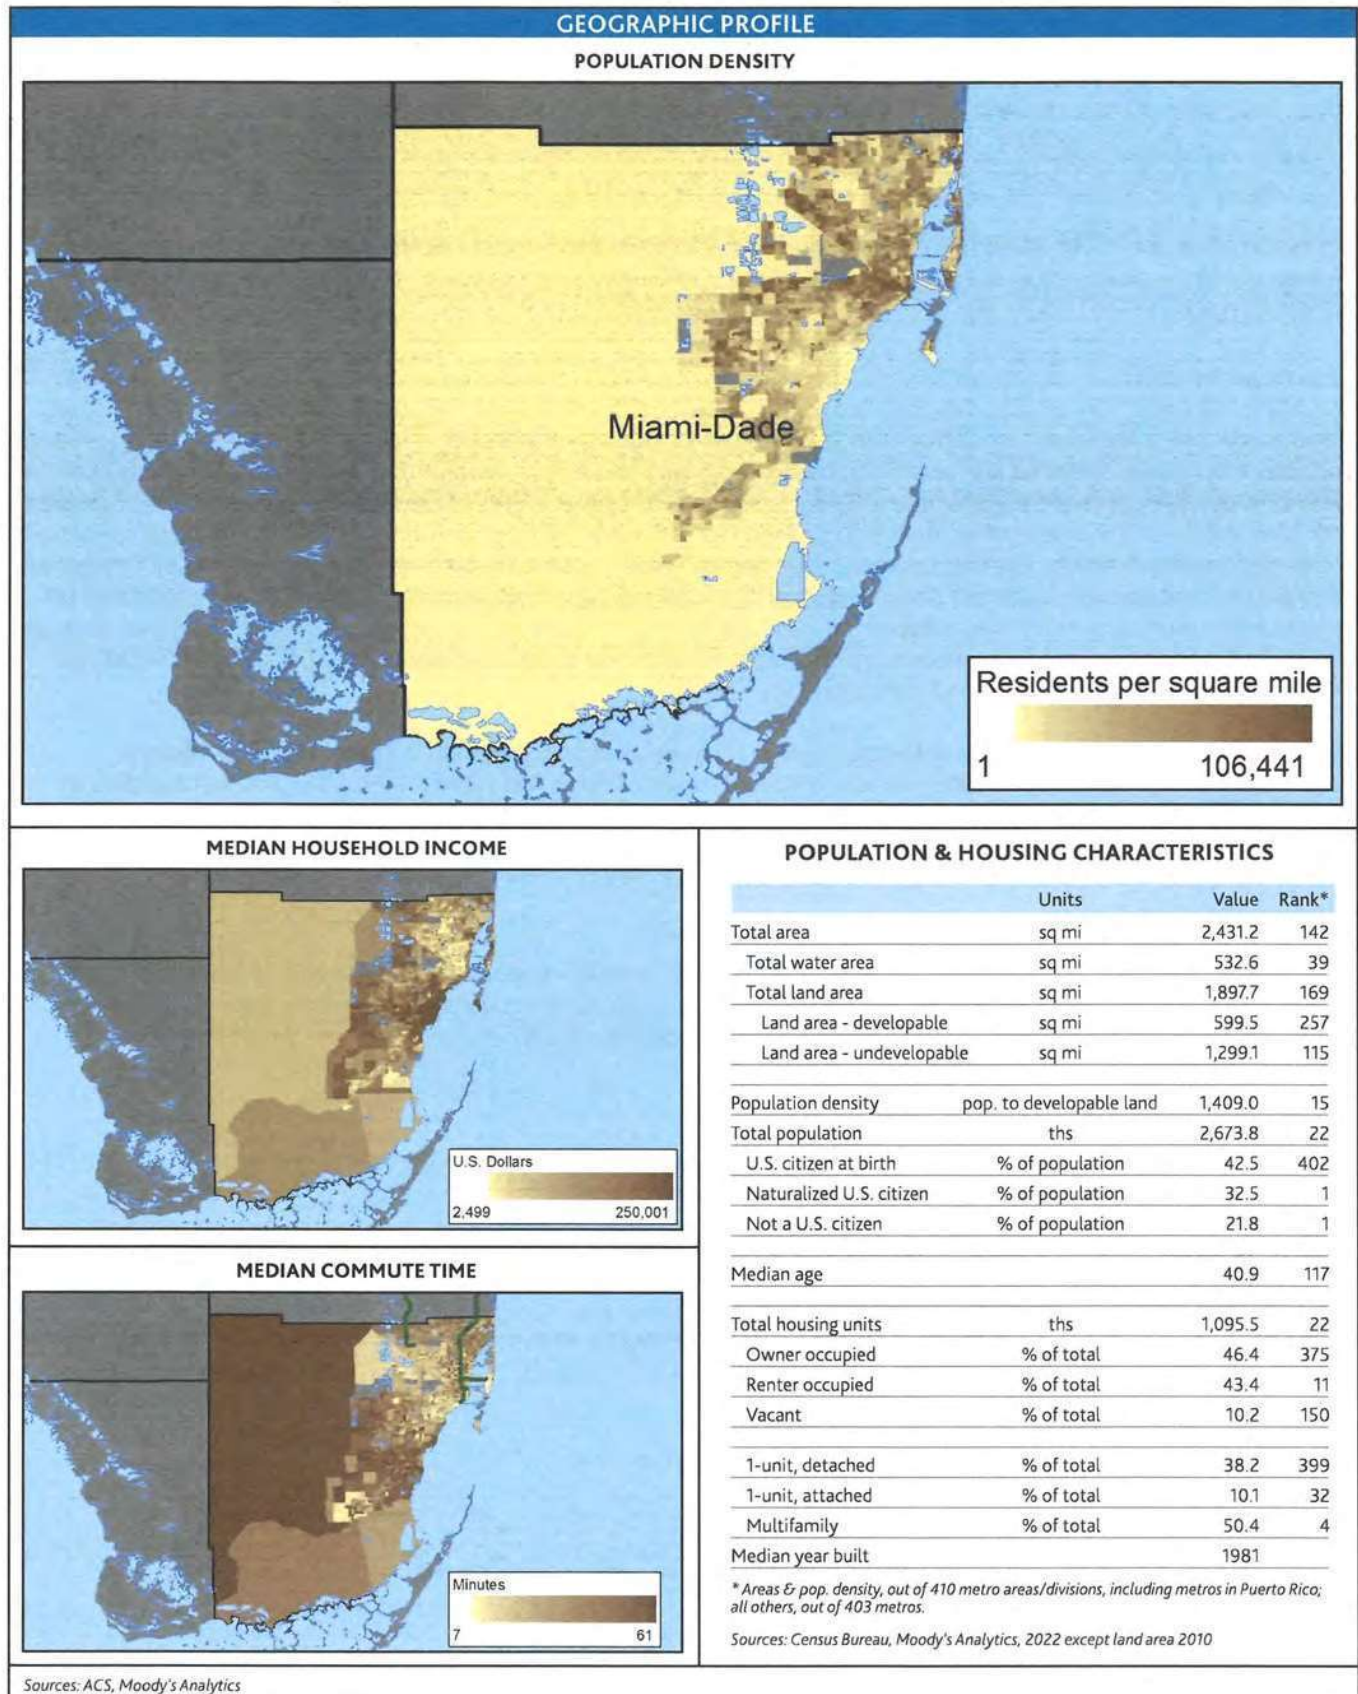 GEOGRAPHIC PROFILE
POPULATION DENSITY
Miami-Dade
Residents per square mile
1 106,441
MEDIAN HOUSEHOLD INCOME
U.S. Dollars
2,499 250,001
MEDIAN COMMUTE TIME
Minutes
7 61
POPULATION & HOUSING CHARACTERISTICS
Units Value Rank*
Total area sq mi 2,431.2 142
Total water area sq mi 532.6 39
Total land area sq mi 1,897.7 169
Land area - developable sq mi 599.5 257
Land area - undevelopable sq mi 1,299.1 115
Population density pop. to developable land 1,409.0 15
Total population ths 2,673.8 22
U.S. citizen at birth % of population 42.5 402
Naturalized U.S. citizen % of population 32.5 1
Not a U.S. citizen % of population 21.8 1
Median age 40.9 117
Total housing units ths 1,095.5 22
Owner occupied % of total 46.4 375
Renter occupied % of total 43.4 11
Vacant % of total 10.2 150
1-unit, detached % of total 38.2 399
1-unit, attached % of total 10.1 32
Multifamily % of total 50.4 4
Median year built 1981
* Areas & pop. density, out of 410 metro areas/divisions, including metros in Puerto Rico;
all others, out of 403 metros.
Sources: Census Bureau, Moody's Analytics, 2022 except land area 2010
Sources: ACS, Moody's Analytics